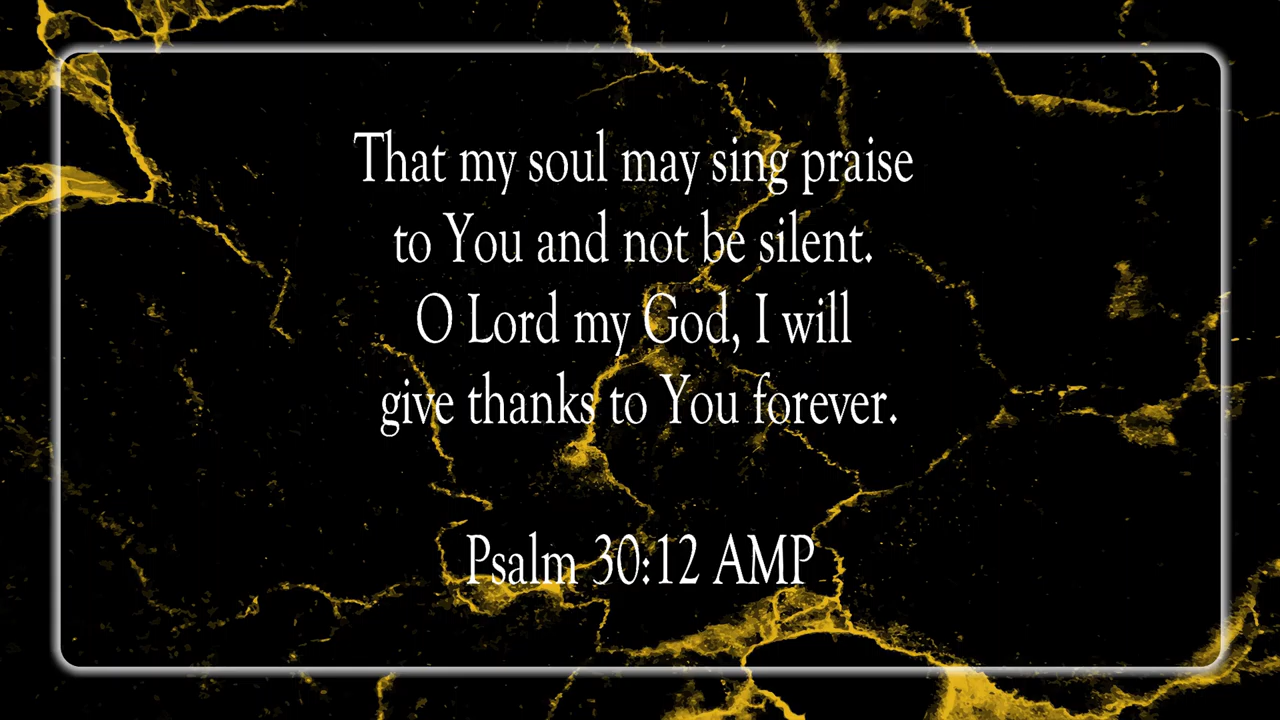 That my soul may sing praise
to You and not be silent.
O Lord my God, I will
give thanks to You forever.
Psalm 30:12 AMP